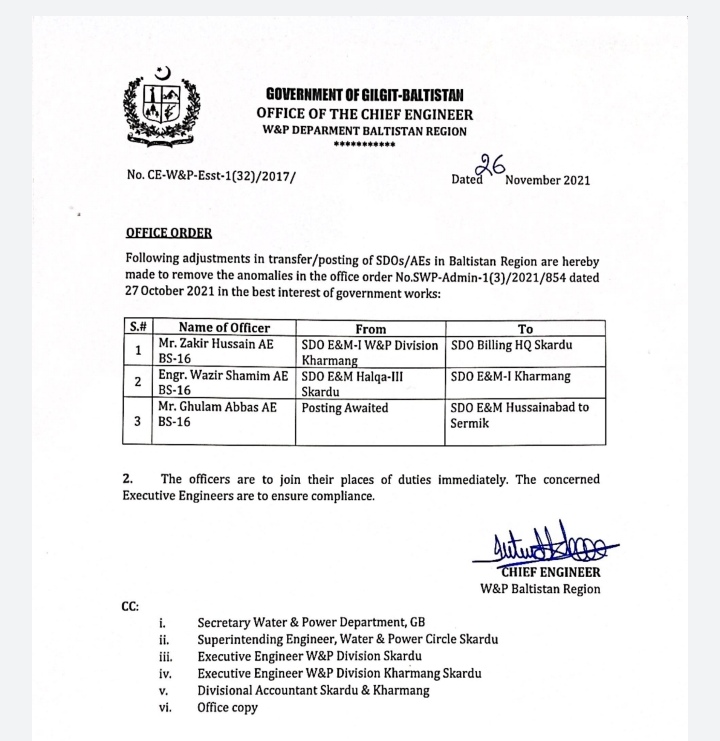 GOVERNMENT OF GILGIT-BALTISTAN
OFFICE OF THE CHIEF ENGINEER
W&P DEPARMENT BALTISTAN REGION
***********
No. CE-W&P-Esst-1(32)/2017/
Dated 26 November 2021
OFFICE ORDER
Following adjustments in transfer/posting of SDOs/AEs in Baltistan Region are hereby
made to remove the anomalies in the office order No.SWP-Admin-1(3)/2021/854 dated
27 October 2021 in the best interest of government works:
S.# Name of Officer From To
1 Mr. Zakir Hussain AE SDO E&M-I W&P Division SDO Billing HQ Skardu
BS-16 Kharmang
2 Engr. Wazir Shamim AE SDO E&M Halqa-III SDO E&M-I Kharmang
BS-16 Skardu
3 Mr. Ghulam Abbas AE Posting Awaited SDO E&M Hussainabad to
BS-16 Sermik
2. The officers are to join their places of duties immediately. The concerned
Executive Engineers are to ensure compliance.
CHIEF ENGINEER
W&P Baltistan Region
CC:
i. Secretary Water & Power Department, GB
ii. Superintending Engineer, Water & Power Circle Skardu
iii. Executive Engineer W&P Division Skardu
iv. Executive Engineer W&P Division Kharmang Skardu
v. Divisional Accountant Skardu & Kharmang
vi. Office copy